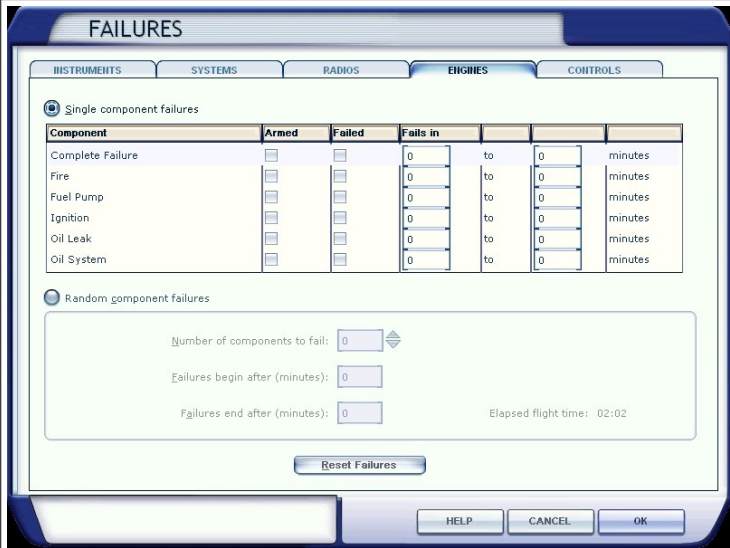 FAILURES
INSTRUMENTS SYSTEMS RADIOS ENGINES CONTROLS
Single component failures
Component Armed Failed Fails in
Complete Failure 0 to 0 minutes
Fire 0 to 0 minutes
Fuel Pump 0 to 0 minutes
Ignition 0 to 0 minutes
Oil Leak 0 to 0 minutes
Oil System 0 to 0 minutes
Random component failures
Number of components to fail: 0
Failures begin after (minutes): 0
Failures end after (minutes): 0 Elapsed flight time: 02:02
Reset Failures
HELP CANCEL OK